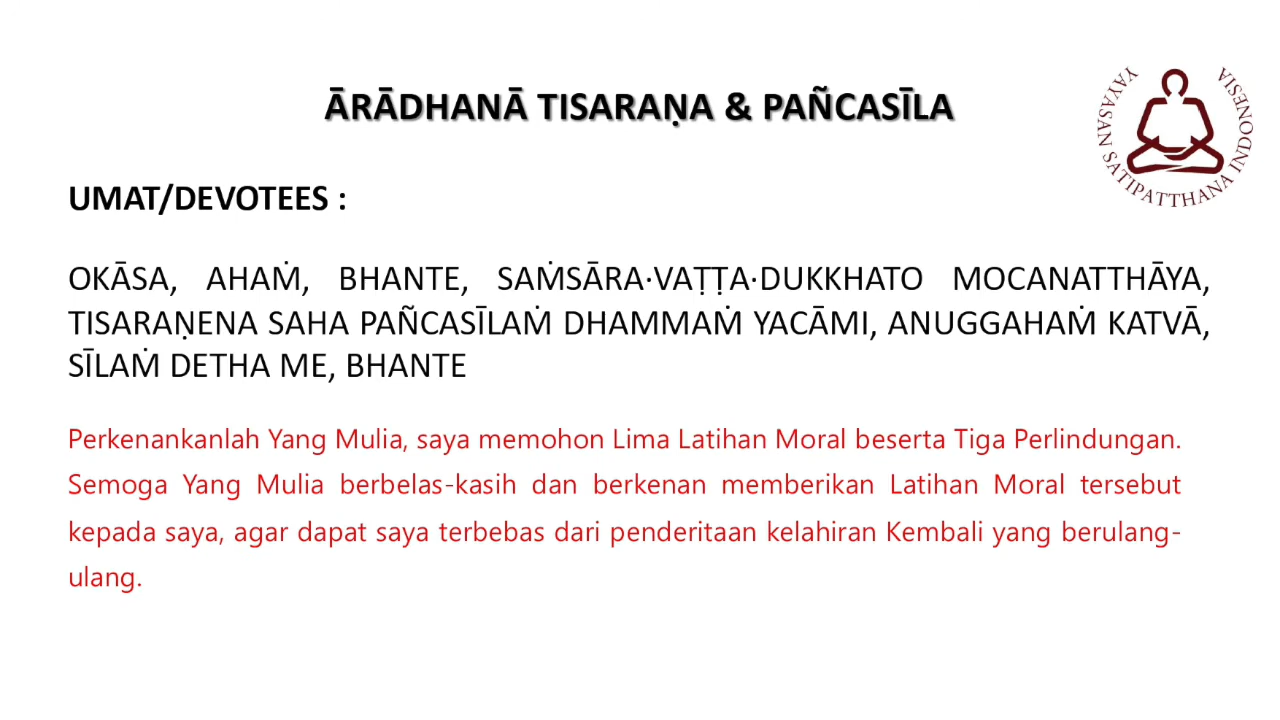 ĀRĀDHANĀ TISARAṆA & PAÑCASĪLA
YAYASAN SATIPATTHANA INDONESIA
UMAT/DEVOTEES :
OKĀSA, AHAṀ, BHANTE, SAṀSĀRA·VAṬṬA·DUKKHATO MOCANATTHĀYA,
TISARAṆENA SAHA PAÑCASĪLAṀ DHAMMAṀ YACĀMI, ANUGGAHAṀ KATVĀ,
SĪLAṀ DETHA ME, BHANTE
Perkenankanlah Yang Mulia, saya memohon Lima Latihan Moral beserta Tiga Perlindungan.
Semoga Yang Mulia berbelas-kasih dan berkenan memberikan Latihan Moral tersebut
kepada saya, agar dapat saya terbebas dari penderitaan kelahiran Kembali yang berulang-
ulang.